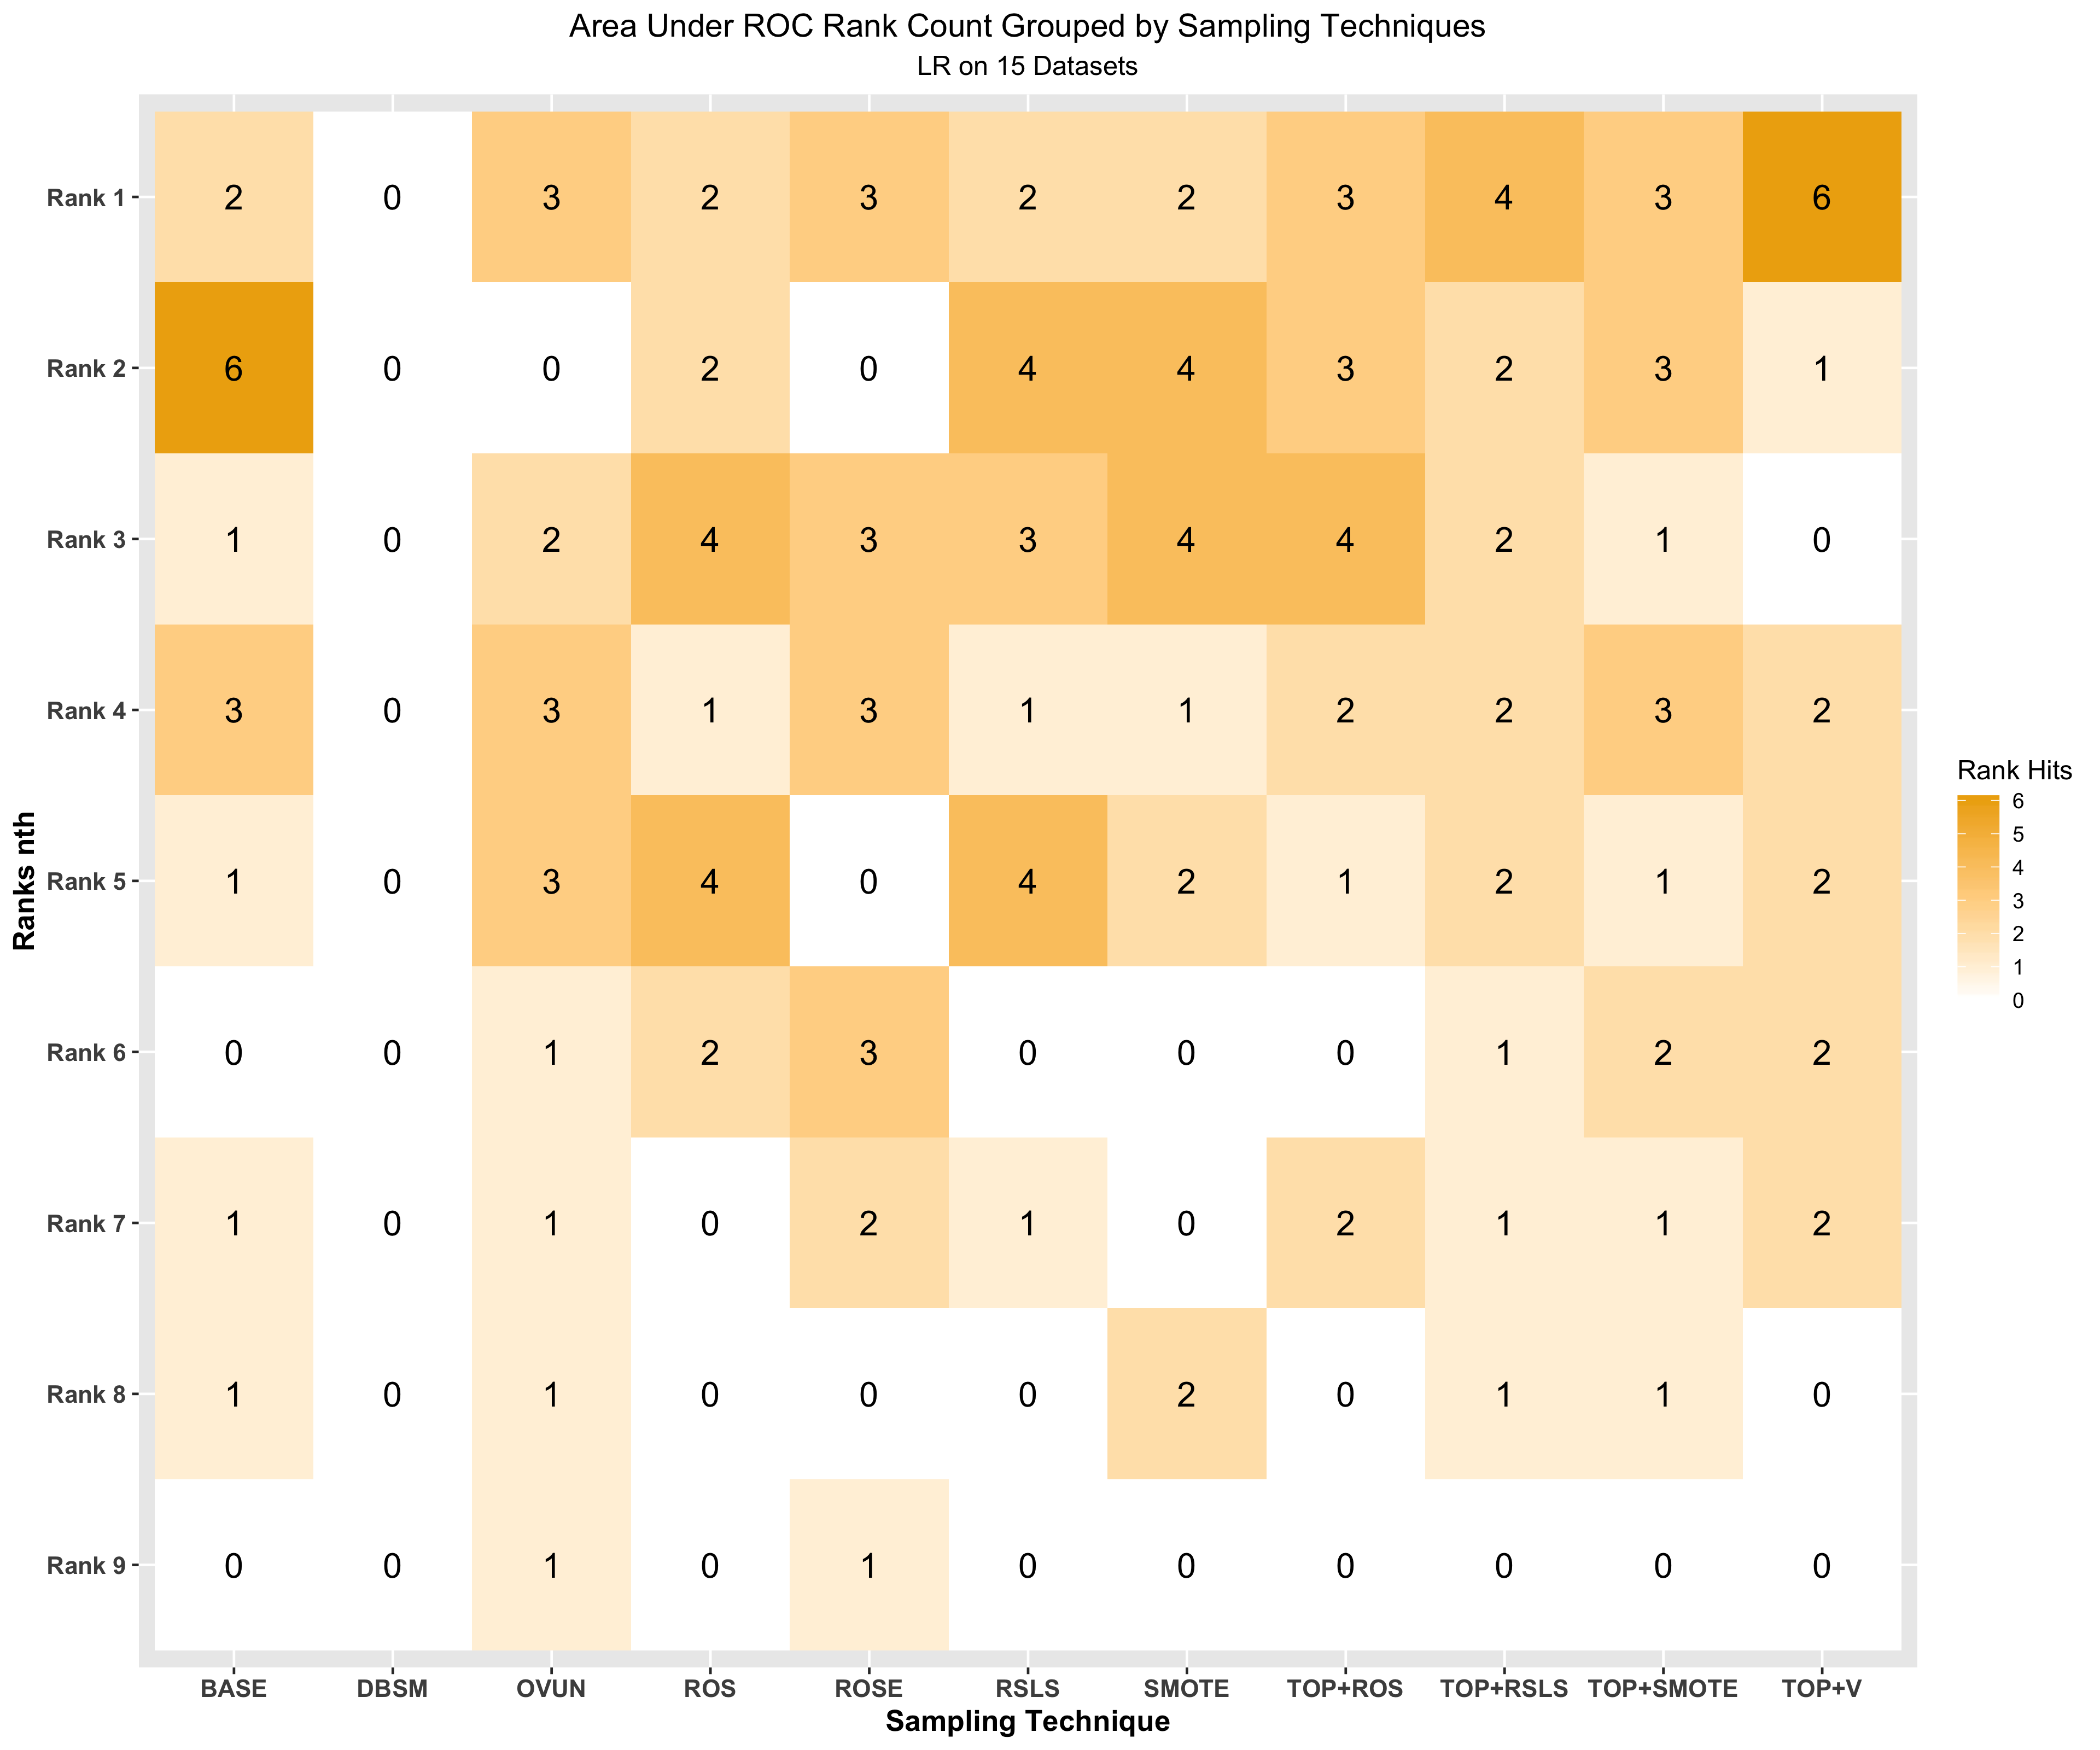 Area Under ROC Rank Count Grouped by Sampling Techniques
LR on 15 Datasets
Rank 1 2 0 3 2 3 2 2 3 4 3 6
Rank 2 6 0 0 2 0 4 4 3 2 3 1
Rank 3 1 0 2 4 3 3 4 4 2 1 0
Rank 4 3 0 3 1 3 1 1 2 2 3 2
Rank 5 1 0 3 4 0 4 2 1 2 1 2
Rank 6 0 0 1 2 3 0 0 0 1 2 2
Rank 7 1 0 1 0 2 1 0 2 1 1 2
Rank 8 1 0 1 0 0 0 2 0 1 1 0
Rank 9 0 0 1 0 1 0 0 0 0 0 0
BASE DBSM OVUN ROS ROSE RSLS SMOTE TOP+ROS TOP+RSLS TOP+SMOTE TOP+V
Sampling Technique
Ranks nth
Rank Hits
6
5
4
3
2
1
0